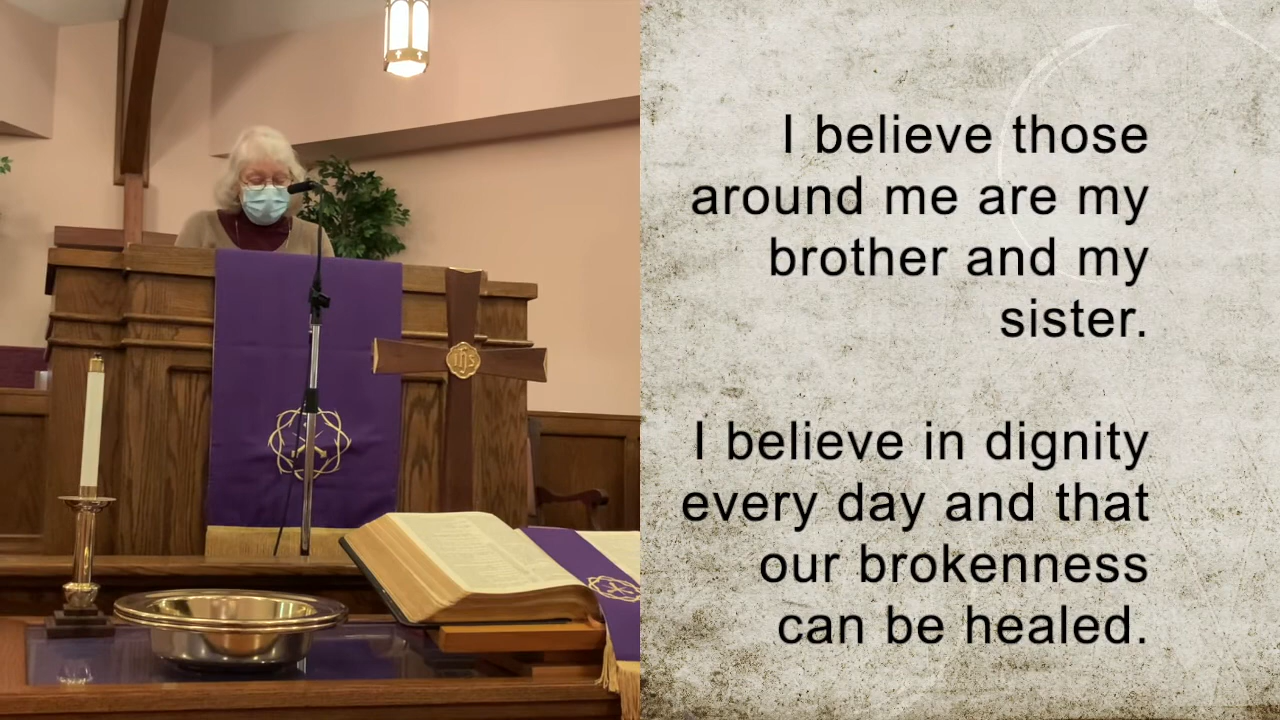 ihs
I believe those
around me are my
brother and my
sister.
I believe in dignity
every day and that
our brokenness
can be healed.